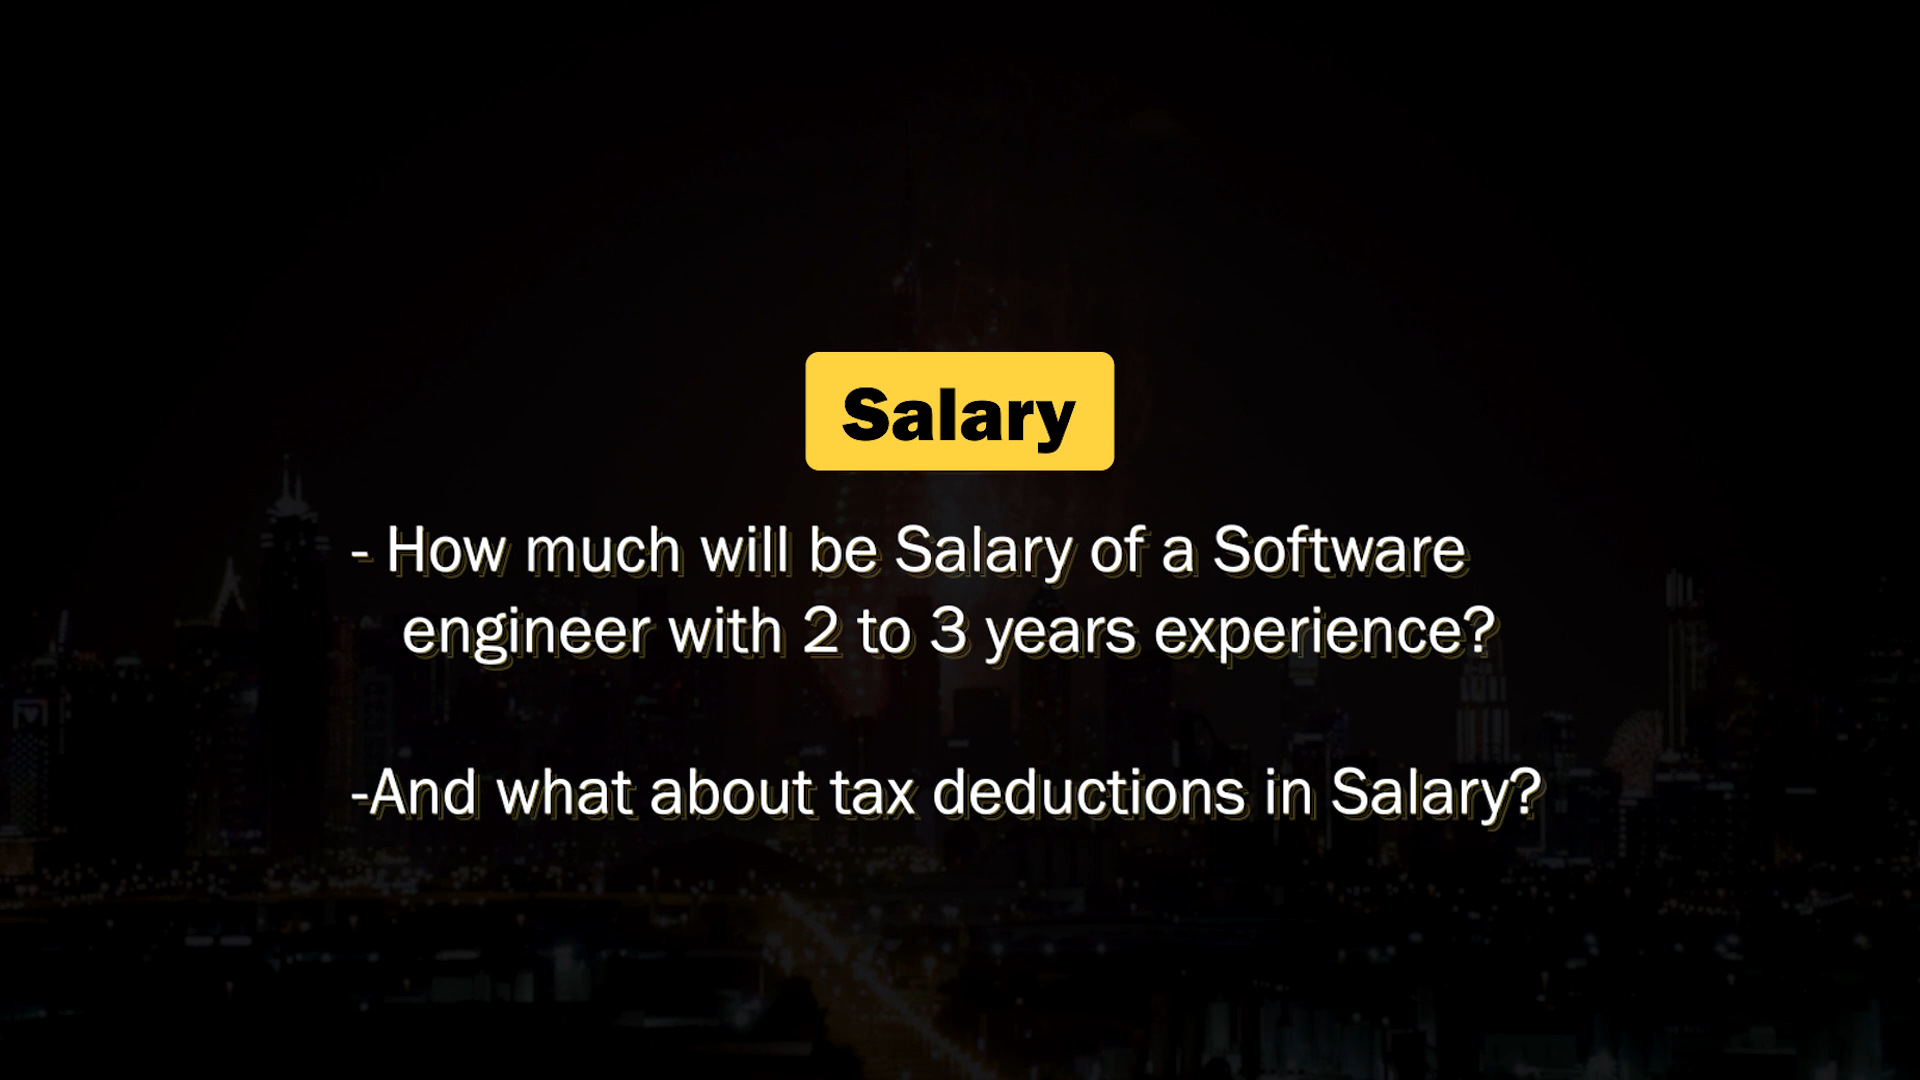 Salary
- How much will be Salary of a Software
engineer with 2 to 3 years experience?
-And what about tax deductions in Salary?